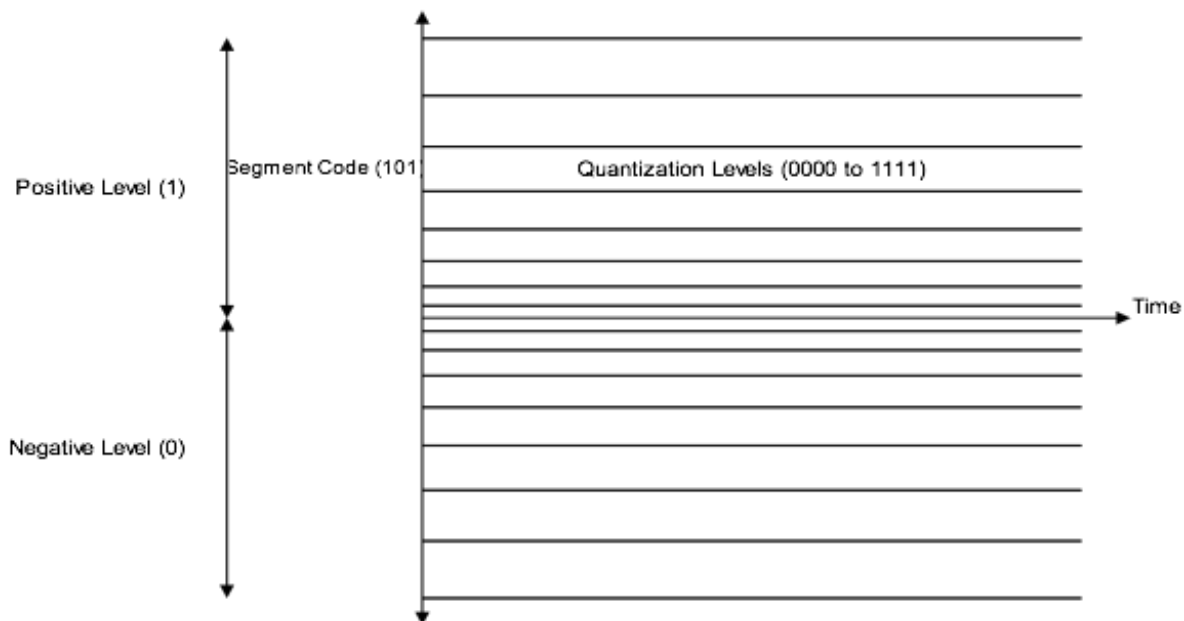 Segment Code (101)
Quantization Levels (0000 to 1111)
Positive Level (1)
Time
Negative Level (0)